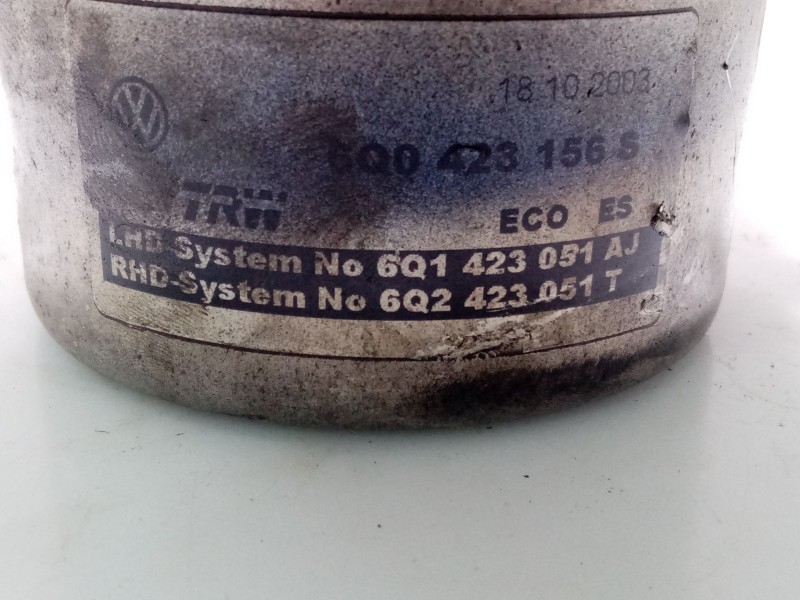 18.10.2003
6Q0 423 156 S
TRW ECO ES
LHD-System No 6Q1 423 051 AJ
RHD-System No 6Q2 423 051 T